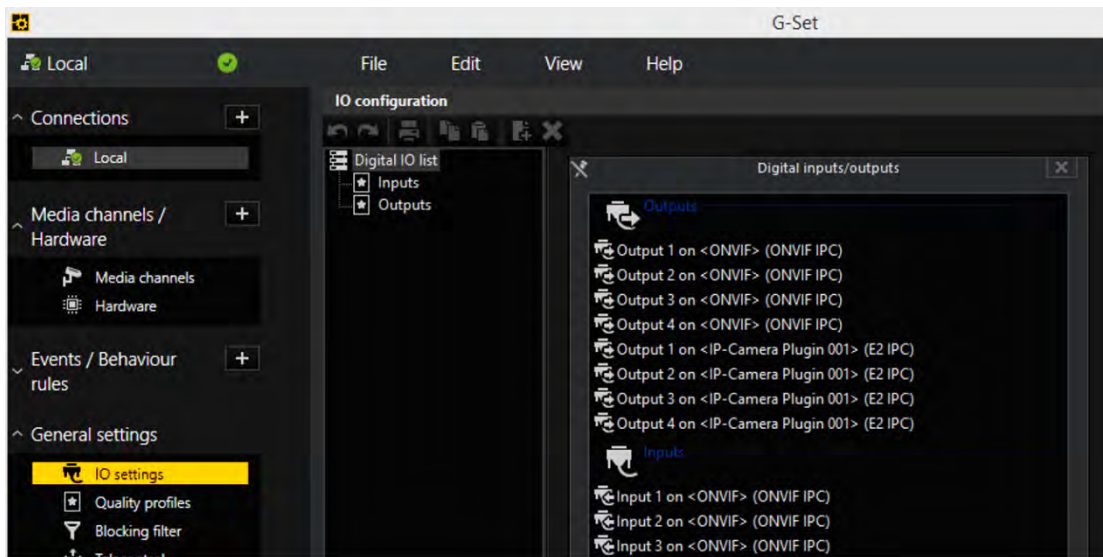 G-Set
Local
File Edit View Help
Connections
Local
Media channels /
Hardware
Media channels
Hardware
Events / Behaviour
rules
General settings
IO settings
Quality profiles
Blocking filter
IO configuration
Digital IO list
Inputs
Outputs
Digital inputs/outputs
Outputs
Output 1 on <ONVIF> (ONVIF IPC)
Output 2 on <ONVIF> (ONVIF IPC)
Output 3 on <ONVIF> (ONVIF IPC)
Output 4 on <ONVIF> (ONVIF IPC)
Output 1 on <IP-Camera Plugin 001> (E2 IPC)
Output 2 on <IP-Camera Plugin 001> (E2 IPC)
Output 3 on <IP-Camera Plugin 001> (E2 IPC)
Output 4 on <IP-Camera Plugin 001> (E2 IPC)
Inputs
Input 1 on <ONVIF> (ONVIF IPC)
Input 2 on <ONVIF> (ONVIF IPC)
Input 3 on <ONVIF> (ONVIF IPC)